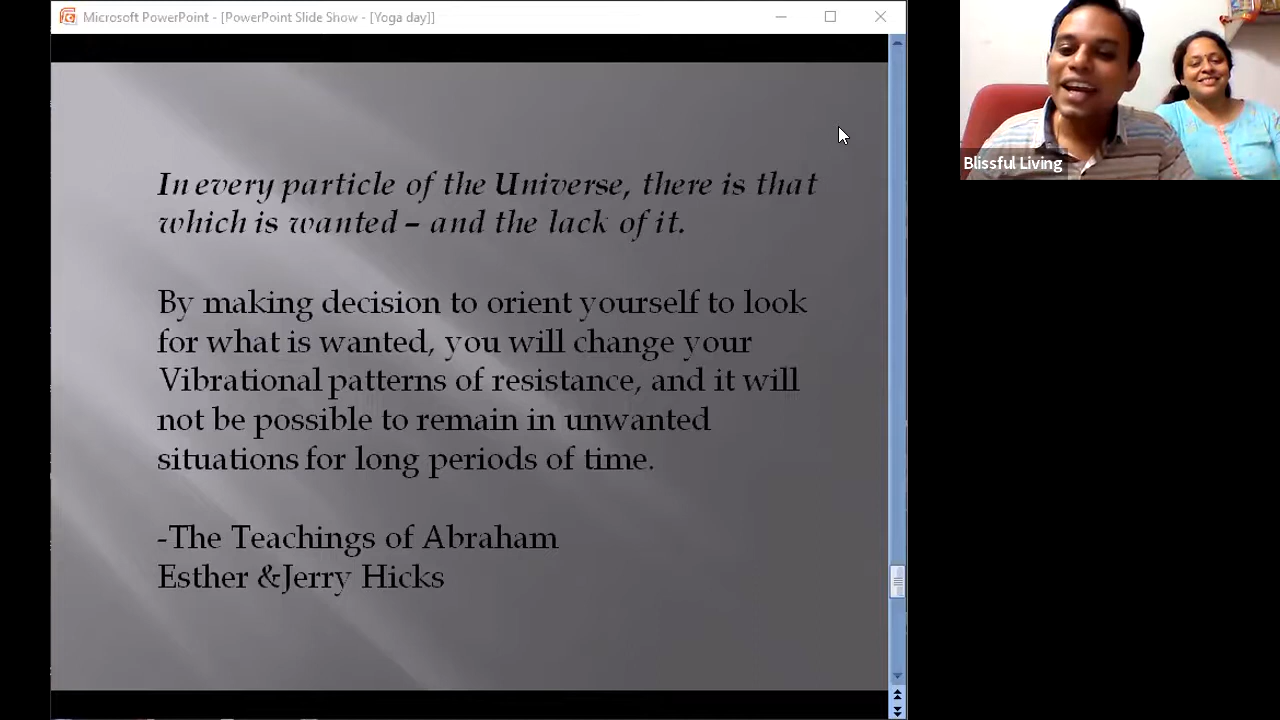 Microsoft PowerPoint - [PowerPoint Slide Show - [Yoga day]]
In every particle of the Universe, there is that
which is wanted – and the lack of it.
By making decision to orient yourself to look
for what is wanted, you will change your
Vibrational patterns of resistance, and it will
not be possible to remain in unwanted
situations for long periods of time.
-The Teachings of Abraham
Esther &Jerry Hicks
Blissful Living